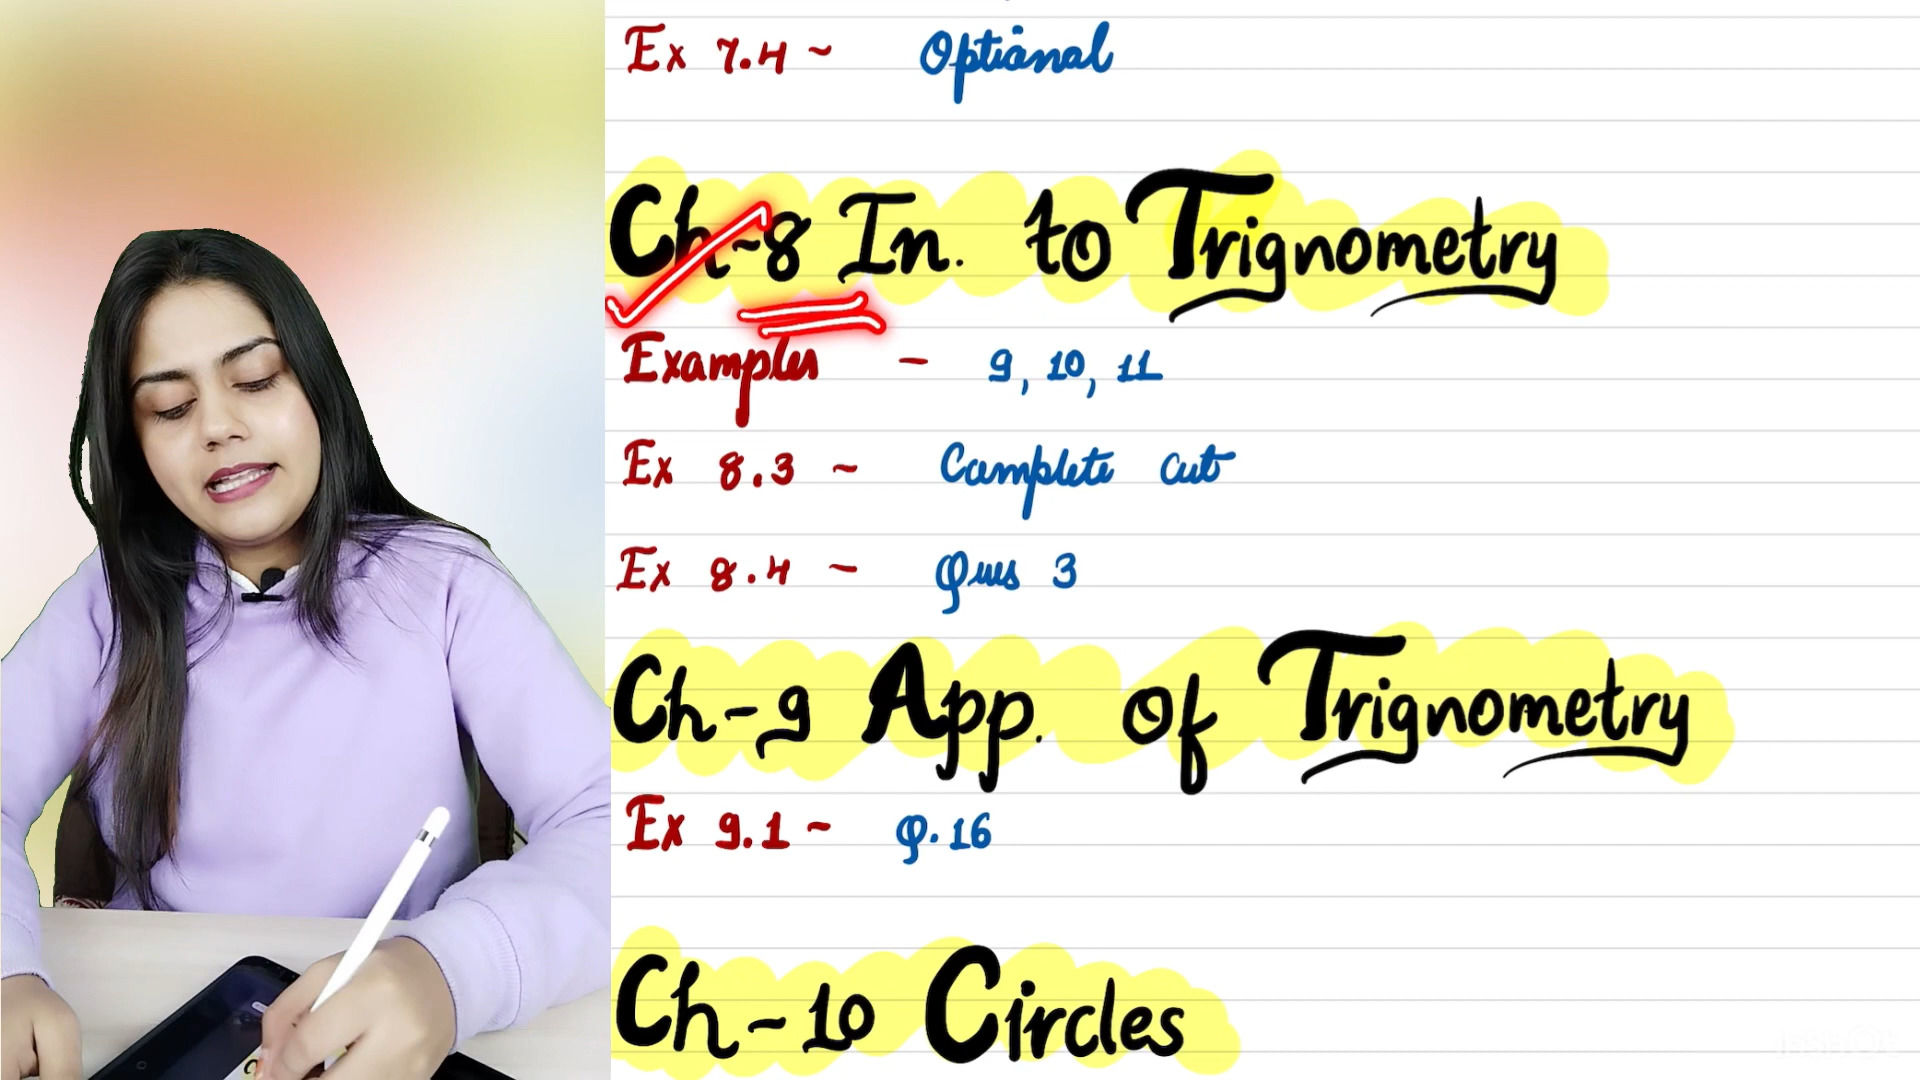 Ex 7.4 ~ Optional
Ch-8 In. to Trignometry
Examples - 9, 10, 11
Ex 8.3 ~ Complete cut
Ex 8.4 ~ Ques 3
Ch-9 App. of Trignometry
Ex 9.1 ~ Q.16
Ch-10 Circles